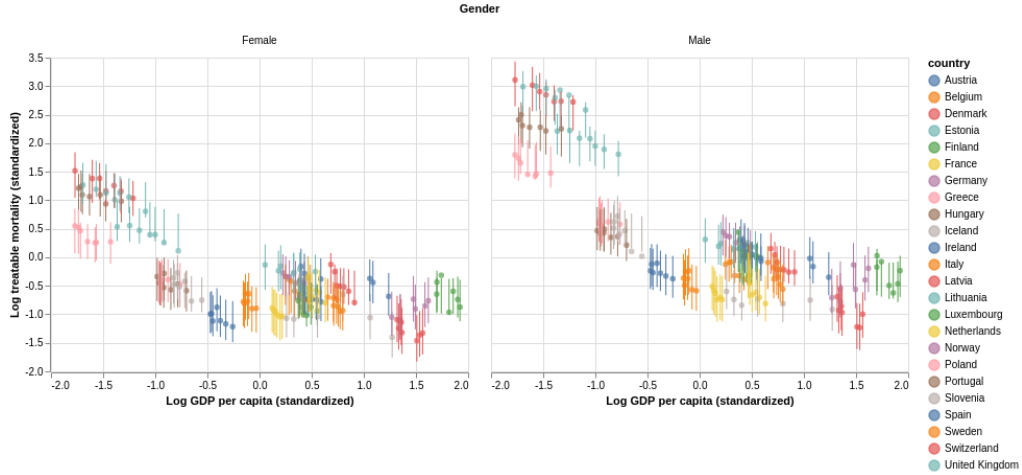 Gender
Female
Male
Log treatable mortality (standardized)
3.5
3.0
2.5
2.0
1.5
1.0
0.5
0.0
-0.5
-1.0
-1.5
-2.0
-2.0 -1.5 -1.0 -0.5 0.0 0.5 1.0 1.5 2.0
-2.0 -1.5 -1.0 -0.5 0.0 0.5 1.0 1.5 2.0
Log GDP per capita (standardized)
Log GDP per capita (standardized)
country
Austria
Belgium
Denmark
Estonia
Finland
France
Germany
Greece
Hungary
Iceland
Ireland
Italy
Latvia
Lithuania
Luxembourg
Netherlands
Norway
Poland
Portugal
Slovenia
Spain
Sweden
Switzerland
United Kingdom